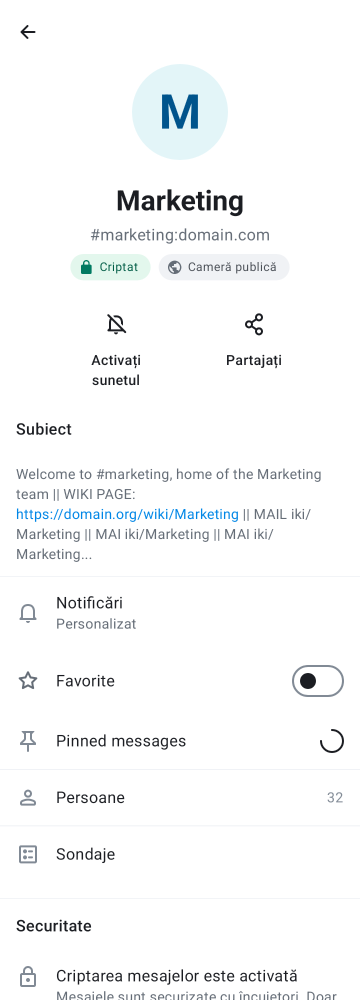 M
Marketing
#marketing:domain.com
Criptat
Cameră publică
Activați
sunetul
Partajați
Subiect
Welcome to #marketing, home of the Marketing
team || WIKI PAGE:
https://domain.org/wiki/Marketing || MAIL iki/
Marketing || MAI iki/Marketing || MAI iki/
Marketing...
Notificări
Personalizat
Favorite
Pinned messages
Persoane 32
Sondaje
Securitate
Criptarea mesajelor este activată
Mesajele sunt securizate cu încuietori. Doar